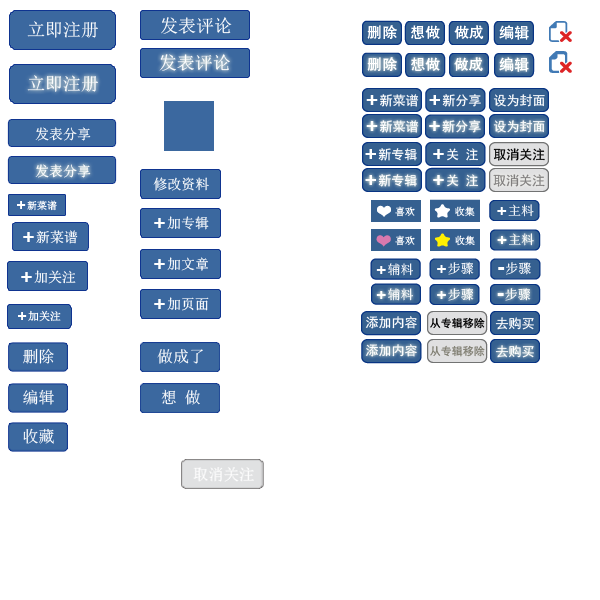 立即注册
立即注册
发表分享
发表分享
+新菜谱
+新菜谱
+加关注
+加关注
删除
编辑
收藏
发表评论
发表评论
修改资料
+加专辑
+加文章
+加页面
做成了
想 做
取消关注
删除 想做 做成 编辑
删除 想做 做成 编辑
+新菜谱 +新分享 设为封面
+新菜谱 +新分享 设为封面
+新专辑 +关 注 取消关注
+新专辑 +关 注 取消关注
喜欢 收集 +主料
喜欢 收集 +主料
+辅料 +步骤 -步骤
+辅料 +步骤 -步骤
添加内容 从专辑移除 去购买
添加内容 从专辑移除 去购买